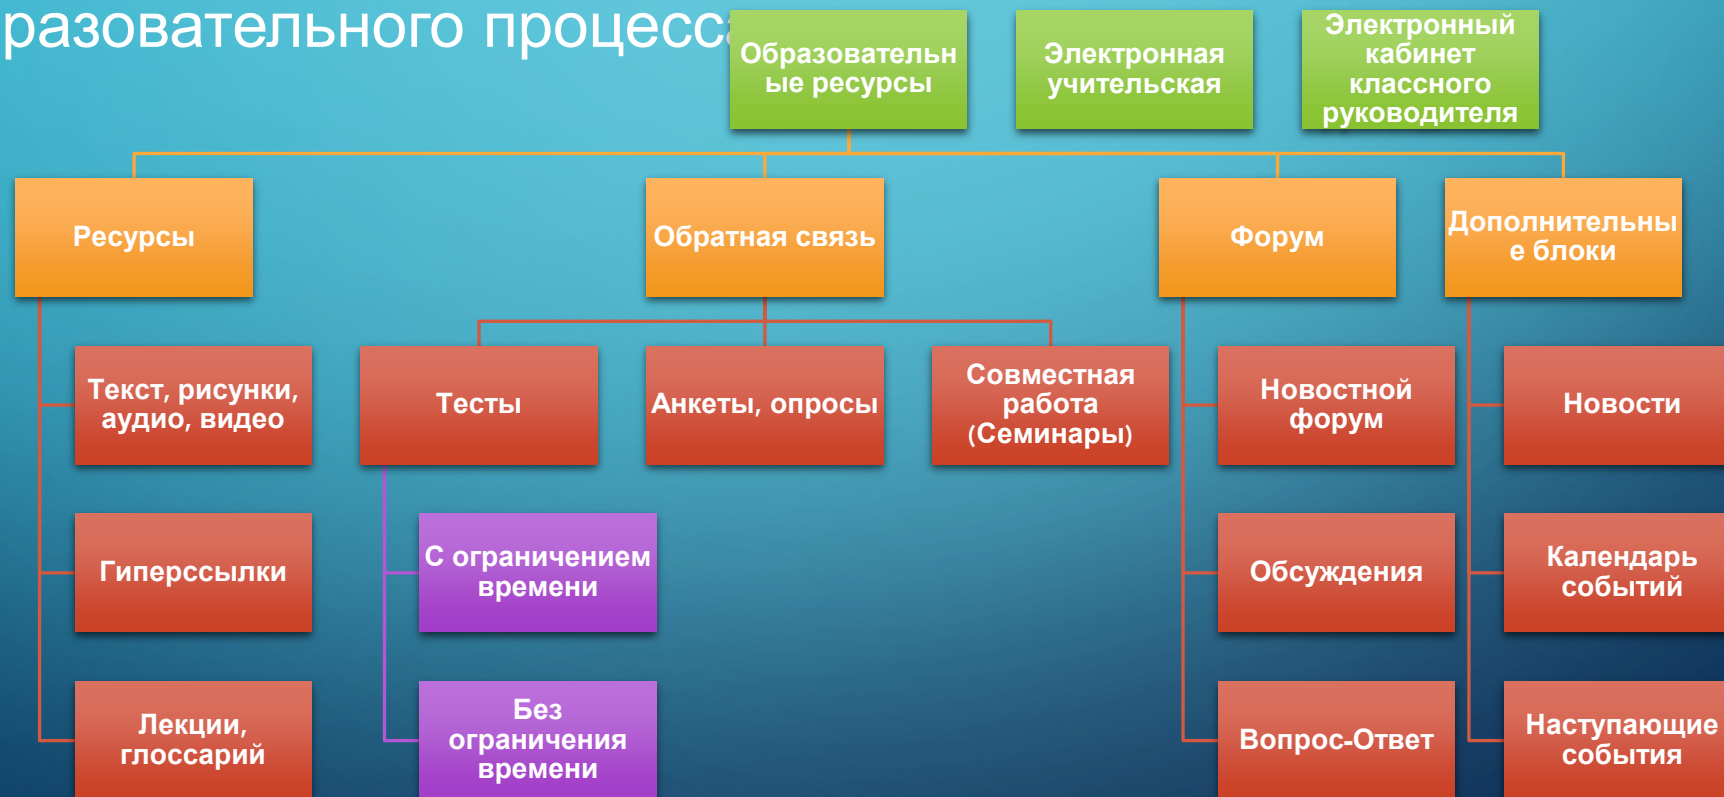 разовательного процесса
Образовательн
ые ресурсы
Электронная
учительская
Электронный
кабинет
классного
руководителя
Ресурсы
Обратная связь
Форум
Дополнительны
е блоки
Текст, рисунки,
аудио, видео
Тесты
Анкеты, опросы
Совместная
работа
(Семинары)
Новостной
форум
Новости
Гиперссылки
С ограничением
времени
Обсуждения
Календарь
событий
Лекции,
глоссарий
Без
ограничения
времени
Вопрос-Ответ
Наступающие
события